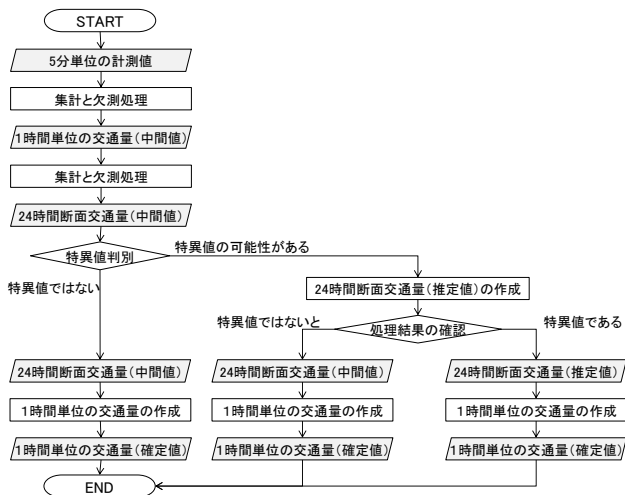 START
5分単位の計測値
集計と欠測処理
1時間単位の交通量(中間値)
集計と欠測処理
24時間断面交通量(中間値)
特異値判別
特異値の可能性がある
特異値ではない
24時間断面交通量(推定値)の作成
処理結果の確認
特異値ではないと
特異値である
24時間断面交通量(中間値)
24時間断面交通量(中間値)
24時間断面交通量(推定値)
1時間単位の交通量の作成
1時間単位の交通量の作成
1時間単位の交通量の作成
1時間単位の交通量(確定値)
1時間単位の交通量(確定値)
1時間単位の交通量(確定値)
END